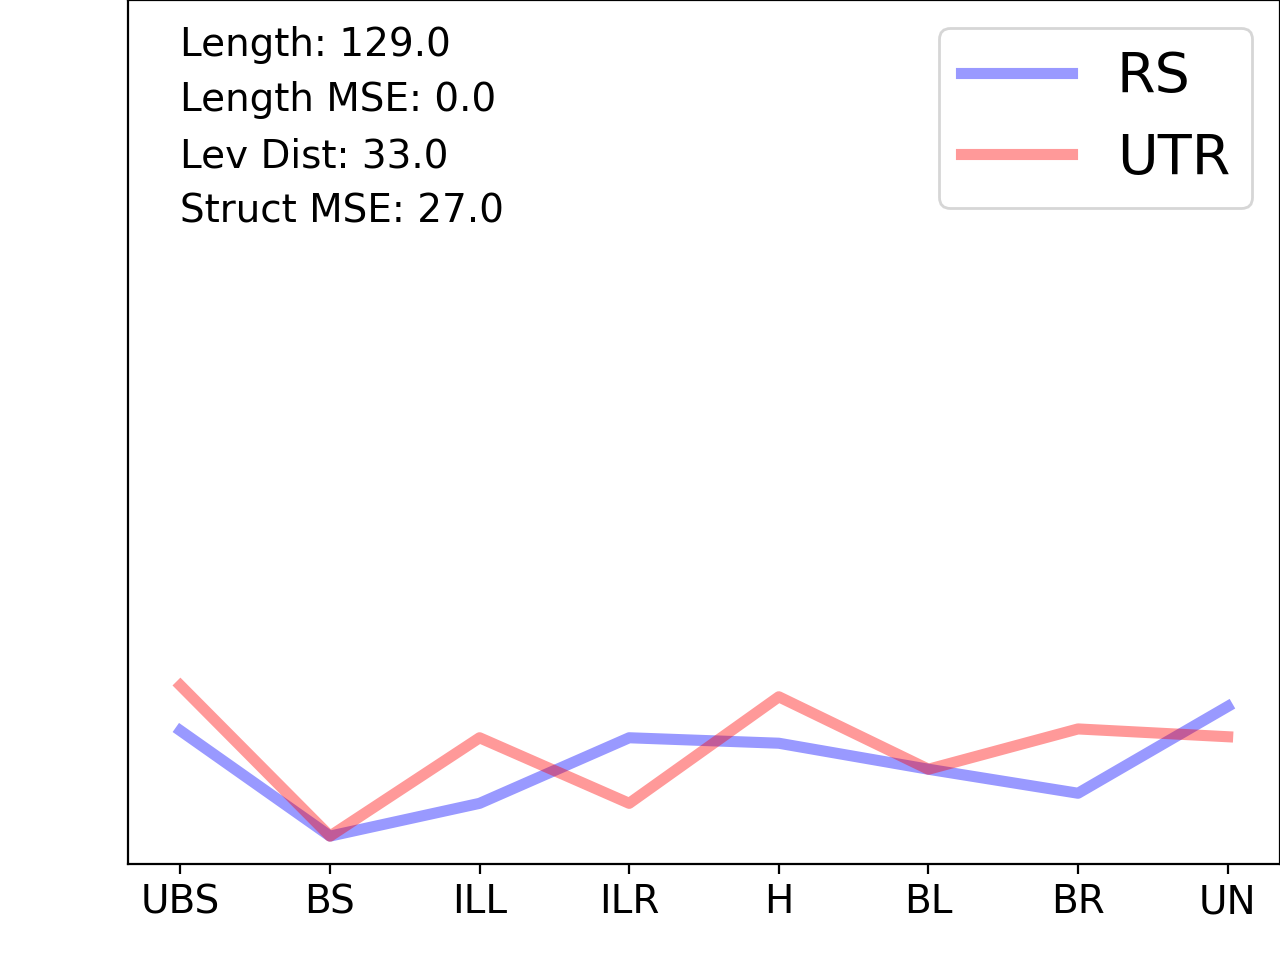 Length: 129.0
Length MSE: 0.0
Lev Dist: 33.0
Struct MSE: 27.0
RS
UTR
UBS BS ILL ILR H BL BR UN